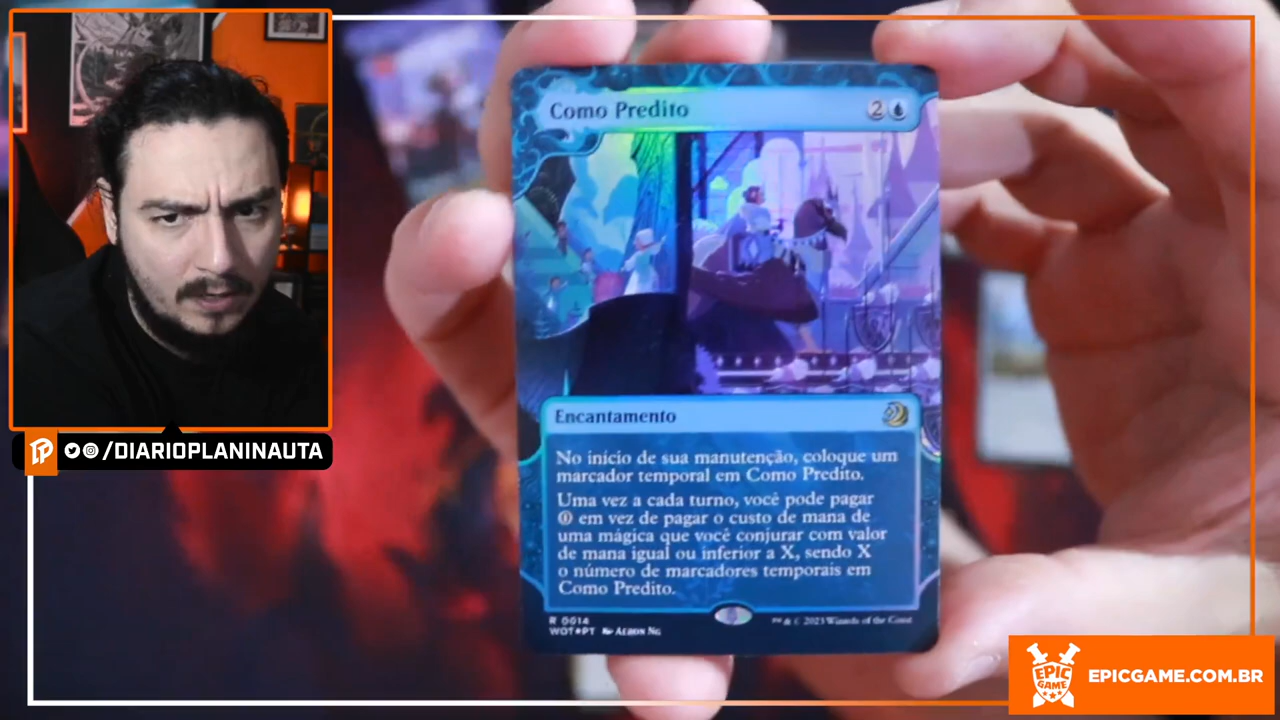 Como Predito 2
Encantamento
No início de sua manutenção, coloque um
marcador temporal em Como Predito.
Uma vez a cada turno, você pode pagar
0 em vez de pagar o custo de mana de
uma mágica que você conjurar com valor
de mana igual ou inferior a X, sendo X
o número de marcadores temporais em
Como Predito.
R 0014
WOT★PT Aeron Ng
™ & © 2023 Wizards of the Coast
/DIARIOPLANINAUTA
EPIC
GAME
EPICGAME.COM.BR